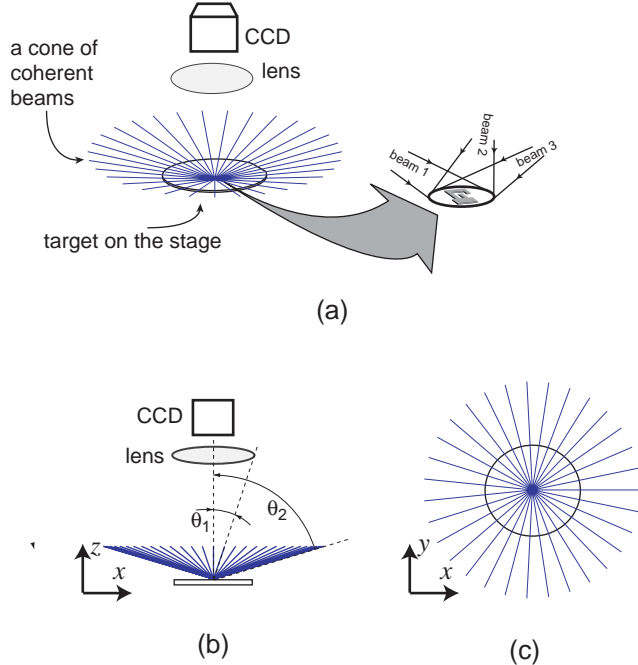 CCD
a cone of
coherent
beams
lens
beam 1
beam 2
beam 3
target on the stage
(a)
CCD
lens
θ1
θ2
z
x
(b)
y
x
(c)